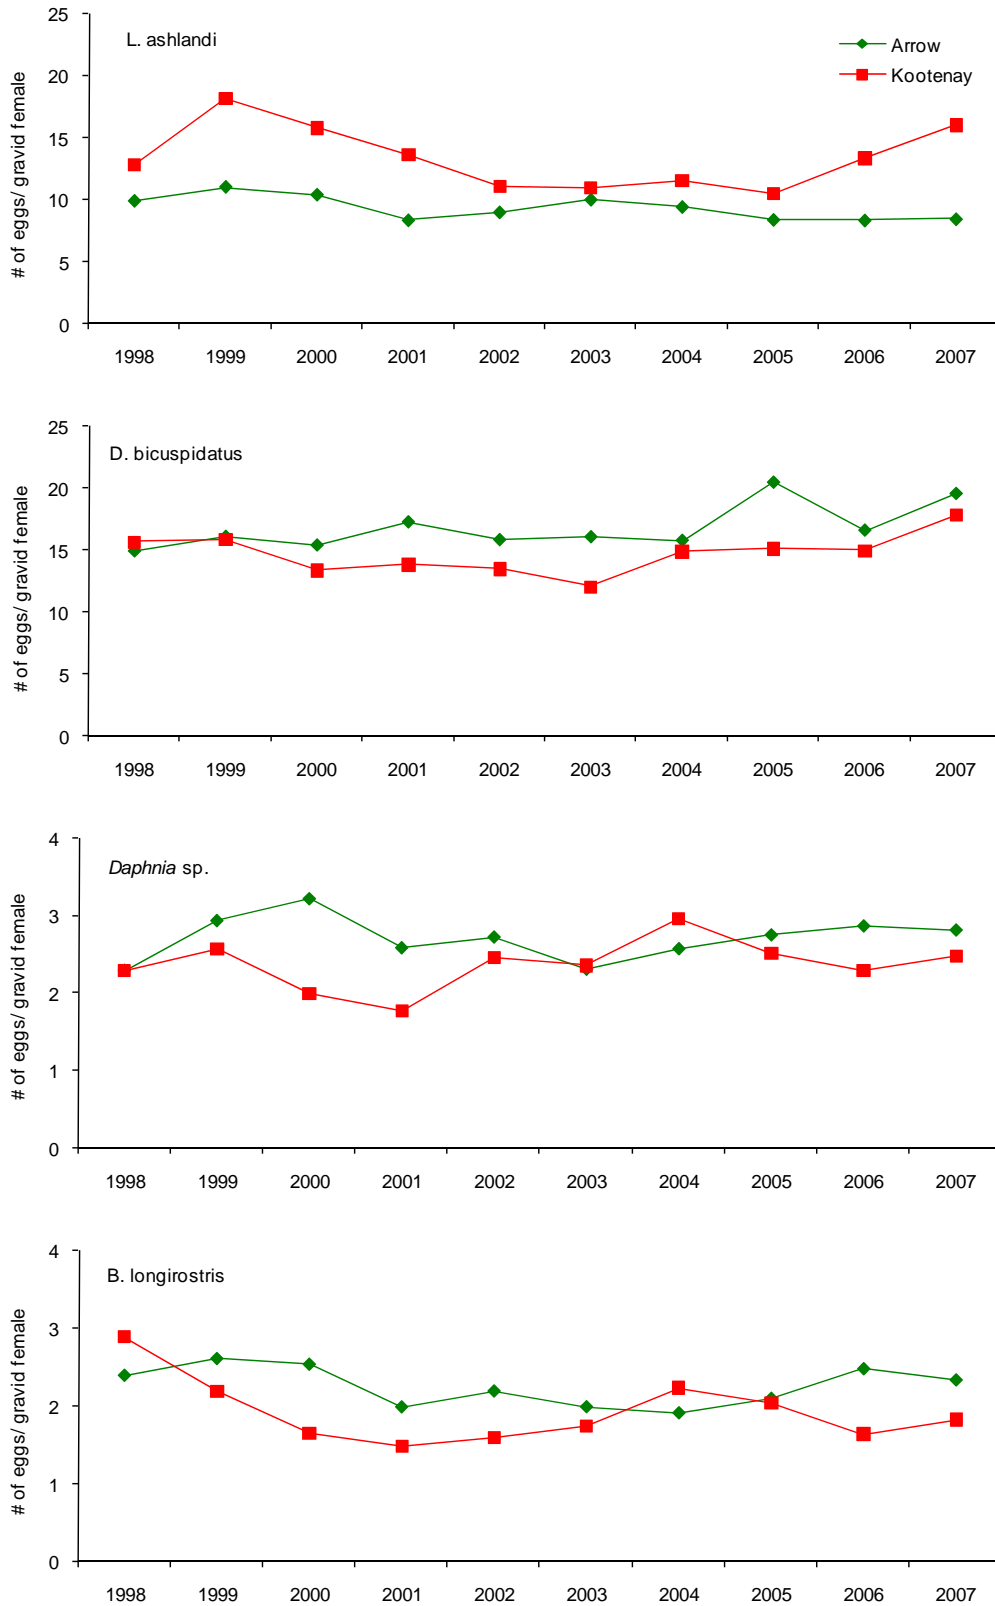 25
L. ashlandi
Arrow
Kootenay
20
15
10
5
0
# of eggs/ gravid female
1998 1999 2000 2001 2002 2003 2004 2005 2006 2007
25
D. bicuspidatus
20
15
10
5
0
# of eggs/ gravid female
1998 1999 2000 2001 2002 2003 2004 2005 2006 2007
4
Daphnia sp.
3
2
1
0
# of eggs/ gravid female
1998 1999 2000 2001 2002 2003 2004 2005 2006 2007
4
B. longirostris
3
2
1
0
# of eggs/ gravid female
1998 1999 2000 2001 2002 2003 2004 2005 2006 2007